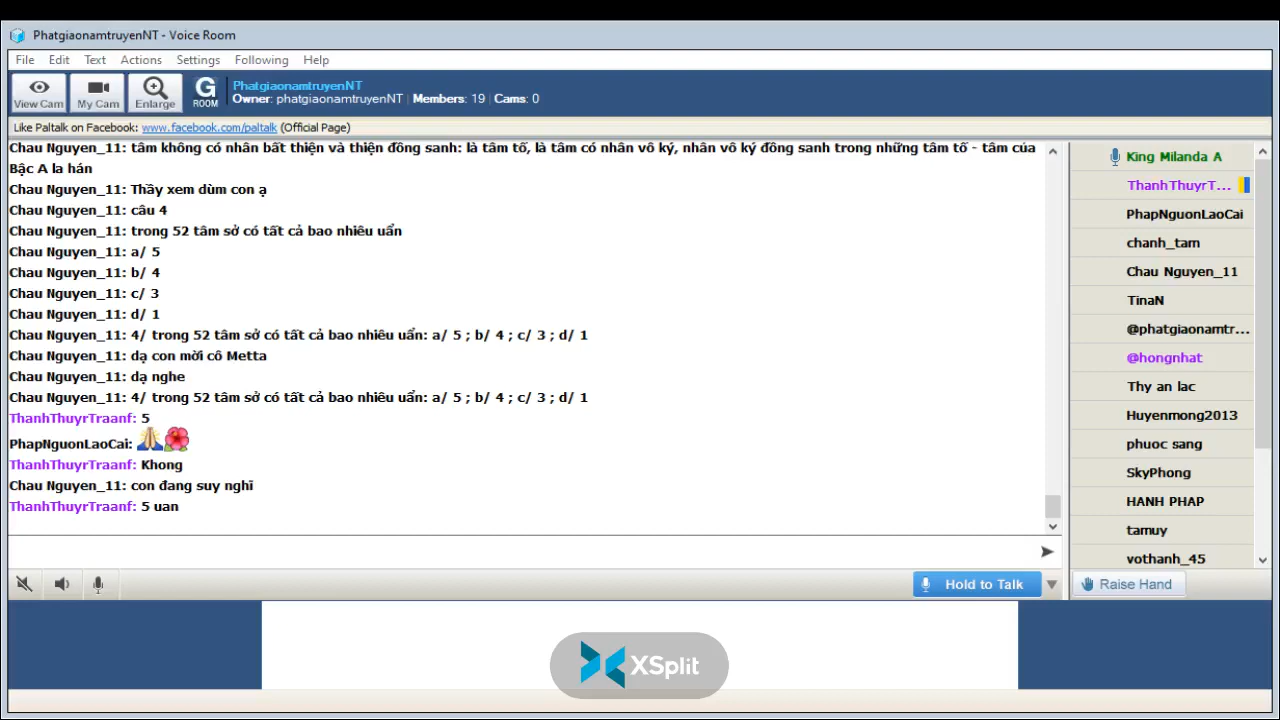 PhatgiaonamtruyenNT - Voice Room
File Edit Text Actions Settings Following Help
View Cam My Cam Enlarge G ROOM
PhatgiaonamtruyenNT
Owner: phatgiaonamtruyenNT | Members: 19 | Cams: 0
Like Paltalk on Facebook: www.facebook.com/paltalk (Official Page)
Chau Nguyen_11: tâm không có nhân bất thiện và thiện đồng sanh: là tâm tố, là tâm có nhân vô ký, nhân vô ký đồng sanh trong những tâm tố - tâm của
Bậc A la hán
Chau Nguyen_11: Thầy xem dùm con ạ
Chau Nguyen_11: câu 4
Chau Nguyen_11: trong 52 tâm sở có tất cả bao nhiêu uẩn
Chau Nguyen_11: a/ 5
Chau Nguyen_11: b/ 4
Chau Nguyen_11: c/ 3
Chau Nguyen_11: d/ 1
Chau Nguyen_11: 4/ trong 52 tâm sở có tất cả bao nhiêu uẩn: a/ 5 ; b/ 4 ; c/ 3 ; d/ 1
Chau Nguyen_11: dạ con mời cô Metta
Chau Nguyen_11: dạ nghe
Chau Nguyen_11: 4/ trong 52 tâm sở có tất cả bao nhiêu uẩn: a/ 5 ; b/ 4 ; c/ 3 ; d/ 1
ThanhThuyrTraanf: 5
PhapNguonLaoCai: 🙏🌺
ThanhThuyrTraanf: Khong
Chau Nguyen_11: con đang suy nghĩ
ThanhThuyrTraanf: 5 uan
King Milanda A
ThanhThuyrT...
PhapNguonLaoCai
chanh_tam
Chau Nguyen_11
TinaN
@phatgiaonamtr...
@hongnhat
Thy an lac
Huyenmong2013
phuoc sang
SkyPhong
HANH PHAP
tamuy
vothanh_45
Hold to Talk
Raise Hand
XSplit